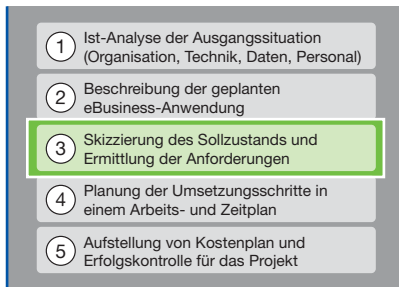 1 Ist-Analyse der Ausgangssituation
(Organisation, Technik, Daten, Personal)
2 Beschreibung der geplanten
eBusiness-Anwendung
3 Skizzierung des Sollzustands und
Ermittlung der Anforderungen
4 Planung der Umsetzungsschritte in
einem Arbeits- und Zeitplan
5 Aufstellung von Kostenplan und
Erfolgskontrolle für das Projekt